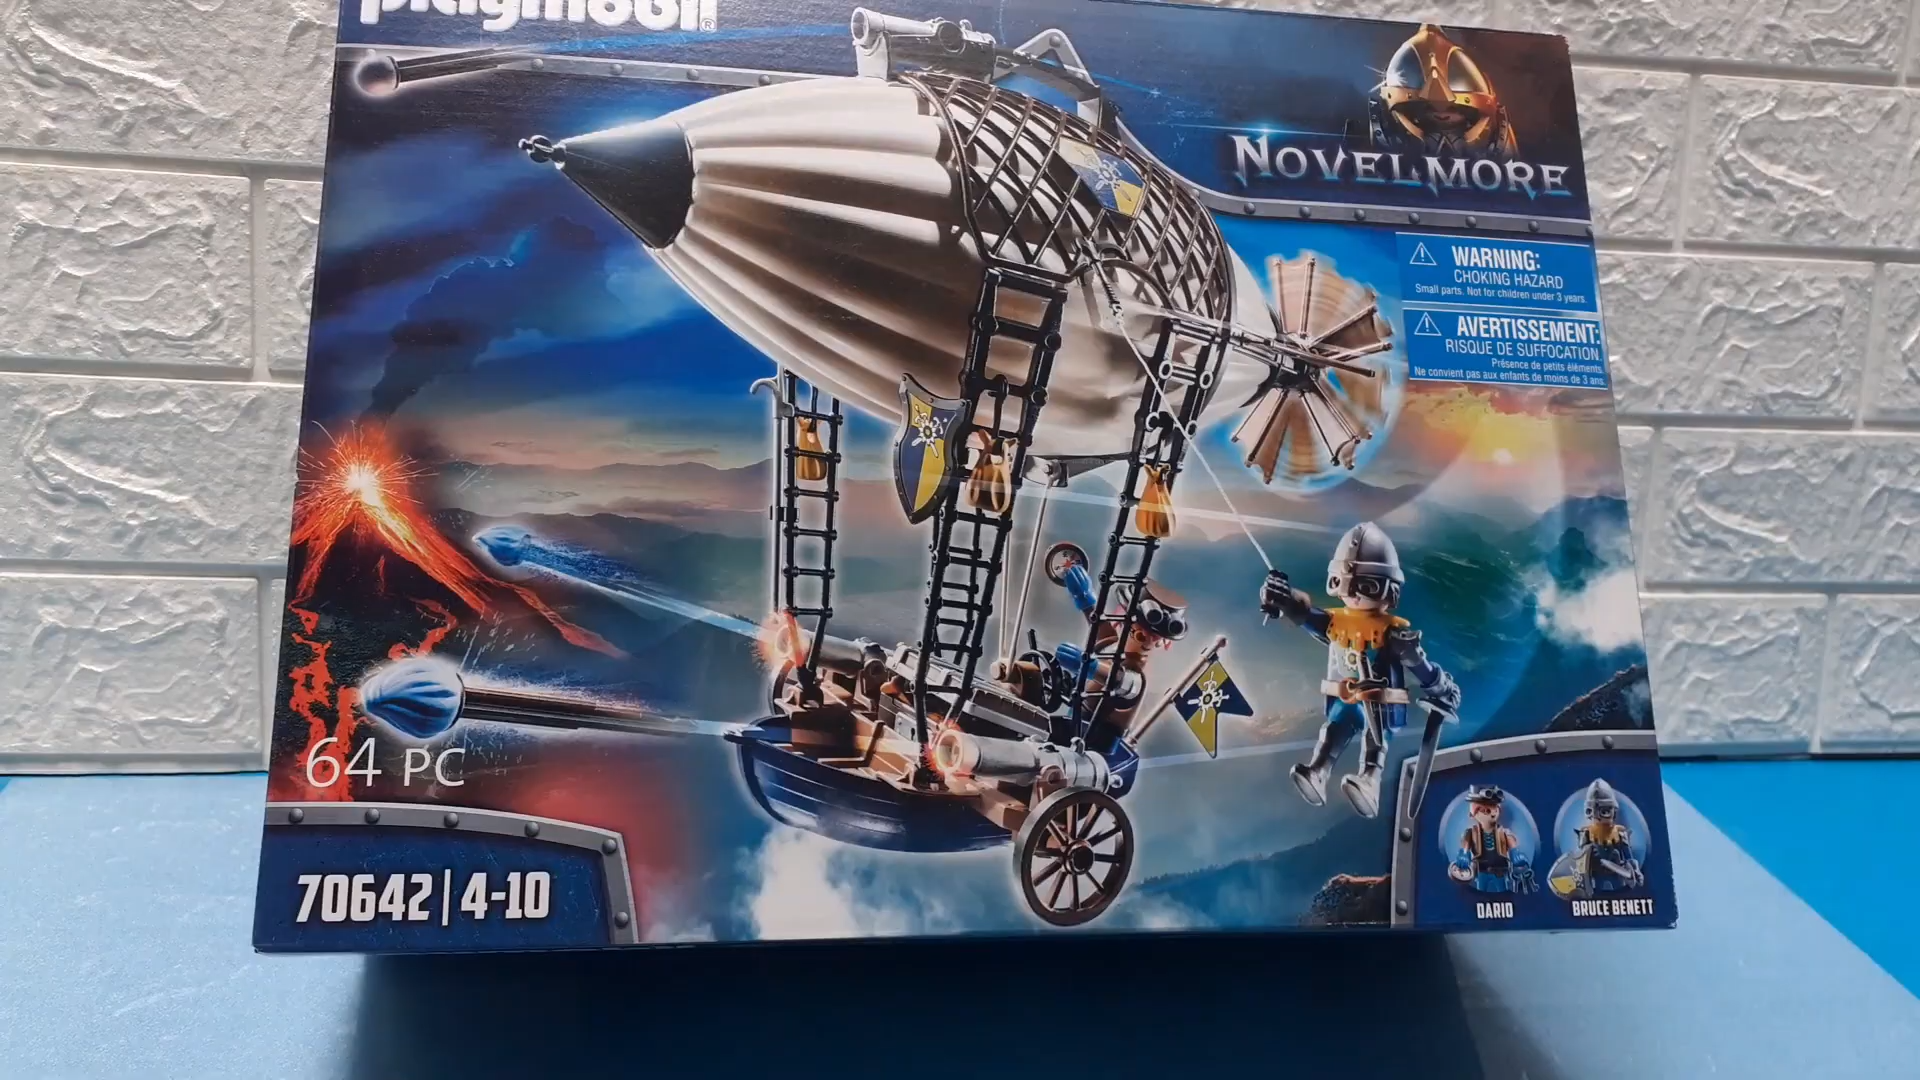 playmobil®
NOVELMORE
WARNING:
CHOKING HAZARD
Small parts. Not for children under 3 years.
AVERTISSEMENT:
RISQUE DE SUFFOCATION.
Présence de petits éléments.
Ne convient pas aux enfants de moins de 3 ans.
64 PC
70642 | 4-10
DARIO
BRUCE BENETT